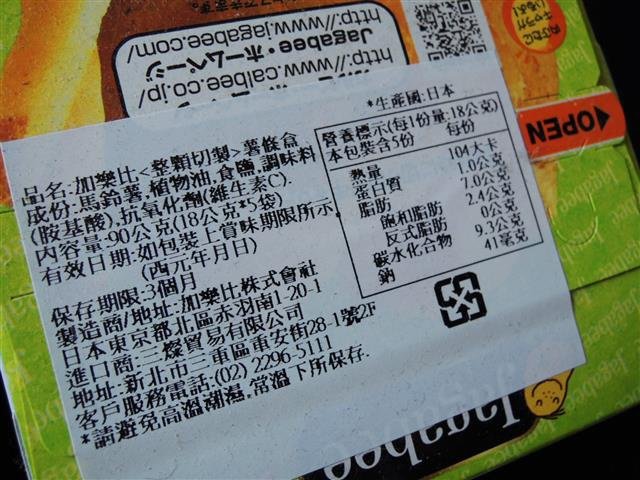 http://www.jagabee.com/
Jagabee・ホームページ
http://www.calbee.co.jp/
OPEN
*生產國:日本
品名:加樂比<整顆切製>薯條盒
成份:馬鈴薯,植物油,食鹽,調味料
(胺基酸),抗氧化劑(維生素C).
內容量:90公克(18公克*5袋)
有效日期:如包裝上賞味期限所示,
(西元年月日)
保存期限:3個月
製造商/地址:加樂比株式會社
日本東京都北區赤羽南1-20-1
進口商:三燦貿易有限公司
地址:新北市三重區重安街28-1號2F
客戶服務電話:(02) 2296-5111
*請避免高溫潮濕,常溫下所保存.
營養標示(每1份量:18公克)
本包裝含5份 每份
熱量 104大卡
蛋白質 1.0公克
脂肪 7.0公克
飽和脂肪 2.4公克
反式脂肪 0公克
碳水化合物 9.3公克
鈉 41毫克
Jagabee